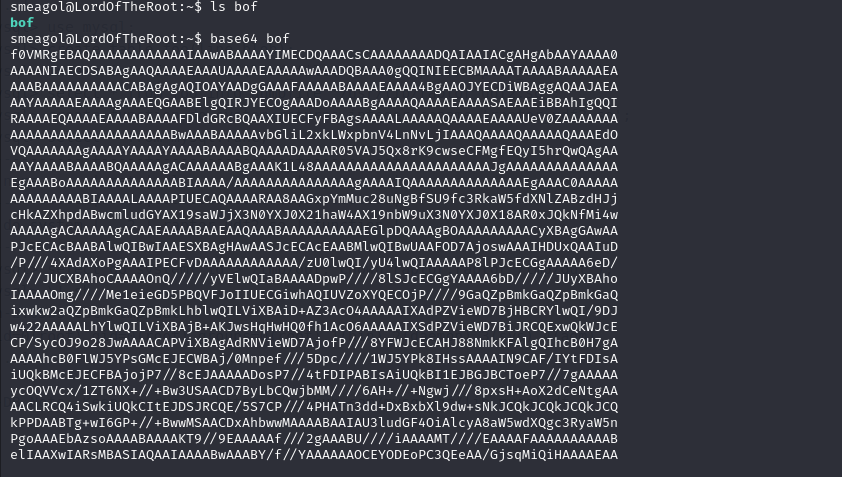 smeagol@LordOfTheRoot:~$ ls bof
bof
smeagol@LordOfTheRoot:~$ base64 bof
f0VMRgEBAQAAAAAAAAAAAAIAAwABAAAAYIMECDQAAACsCAAAAAAAADQAIAAIACgAHgAbAAYAAAA0
AAAANIAECDSABAgAAQAAAAEAAAUAAAAEAAAAAwAAADQBAAA0gQQINIEECBMAAAATAAAABAAAAAEA
AAABAAAAAAAAAACABAgAgAQIOAYAADgGAAAFAAAAABAAAAEAAAA4BgAAOJYECDiWBAggAQAAJAEA
AAYAAAAAEAAAAgAAAEQGAABElgQIRJYECOgAAADoAAAABgAAAAQAAAAEAAAASAEAAEiBBAhIgQQI
RAAAAEQAAAAEAAAABAAAAFDldGRcBQAAXIUECFyFBAgsAAAALAAAAAQAAAAEAAAAUeV0ZAAAAAAA
AAAAAAAAAAAAAAAAAAAAAAAABwAAABAAAAAvbGliL2xkLWxpbnV4LnNvLjIAAAQAAAAQAAAAAQAAAEdO
VQAAAAAAAgAAAAYAAAAYAAAABAAAABQAAAADAAAAR05VAJ5Qx8rK9cwseCFMgfEQyI5hrQwQAgAA
AAYAAAABAAAABQAAAAAgACAAAAAABgAAAK1L48AAAAAAAAAAAAAAAAAAAAAAJgAAAAAAAAAAAAAA
EgAAABoAAAAAAAAAAAAAABIAAAA/AAAAAAAAAAAAAAAgAAAAIQAAAAAAAAAAAAAAEgAAAC0AAAAA
AAAAAAAAABIAAAALAAAAPIUECAQAAAARAA8AAGxpYmMuc28uNgBfSU9fc3RkaW5fdXNlZABzdHJj
cHkAZXhpdABwcmludGYAX19saWJjX3N0YXJ0X21haW4AX19nbW9uX3N0YXJ0X18AR0xJQkNfMi4w
AAAAAgACAAAAAgACAAEAAAABAAEAAQAAABAAAAAAAAAAEGlpDQAAAgBOAAAAAAAAACyXBAgGAwAA
PJcECAcBAABAlwQIBwIAAESXBAgHAwAASJcECAcEAABMlwQIBwUAAFOD7AjoswAAAIHDUxQAAIuD
/P///4XAdAXoPgAAAIPECFvDAAAAAAAAAAAA/zU0lwQI/yU4lwQIAAAAAP8lPJcECGgAAAAA6eD/
////JUCXBAhoCAAAAOnQ/////yVElwQIaBAAAADpwP////8lSJcECGgYAAAA6bD/////JUyXBAho
IAAAAOmg////Me1eieGD5PBQVFJoIIUECGiwhAQIUVZoXYQECOjP////9GaQZpBmkGaQZpBmkGaQ
ixwkw2aQZpBmkGaQZpBmkLhblwQILViXBAiD+AZ3AcO4AAAAAIXAdPZVieWD7BjHBCRYlwQI/9DJ
w422AAAAALhYlwQILViXBAjB+AKJwsHqHwHQ0fh1AcO6AAAAAIXSdPZVieWD7BiJRCQExwQkWJcE
CP/SycOJ9o28JwAAAACAPViXBAgAdRNVieWD7AjofP///8YFWJcECAHJ88NmkKFAlgQIhcB0H7gA
AAAAhcB0FlWJ5YPsGMcEJECWBAj/0Mnpef///5Dpc////1WJ5YPk8IHssAAAAIN9CAF/IYtFDIsA
iUQkBMcEJECFBAjojP7//8cEJAAAAADosP7//4tFDIPABIsAiUQkBI1EJBGJBCToeP7//7gAAAAA
ycOQVVcx/1ZT6NX+//+Bw3USAACD7ByLbCQwjbMM////6AH+//+Ngwj///8pxsH+AoX2dCeNtgAA
AACLRCQ4iSwkiUQkCItEJDSJRCQE/5S7CP///4PHATn3dd+DxBxbXl9dw+sNkJCQkJCQkJCQkJCQ
kPPDAABTg+wI6GP+//+BwwMSAACDxAhbwwMAAAABAAIAU3ludGF4OiAlcyA8aW5wdXQgc3RyaW5n
PgoAAAEbAzsoAAAABAAAAKT9//9EAAAAAf///2gAAABU////iAAAAMT////EAAAAFAAAAAAAAAAB
elIAAXwIARsMBASIAQAAIAAAABwAAABY/f//YAAAAAAOCEYODEoPC3QEeAA/GjsqMiQiHAAAAEAA